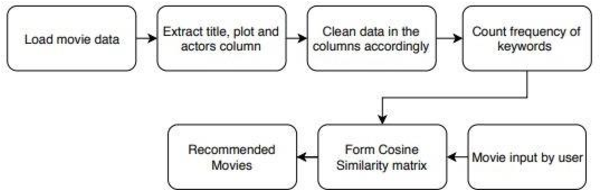 Load movie data
Extract title, plot and
actors column
Clean data in the
columns accordingly
Count frequency of
keywords
Recommended
Movies
Form Cosine
Similarity matrix
Movie input by user